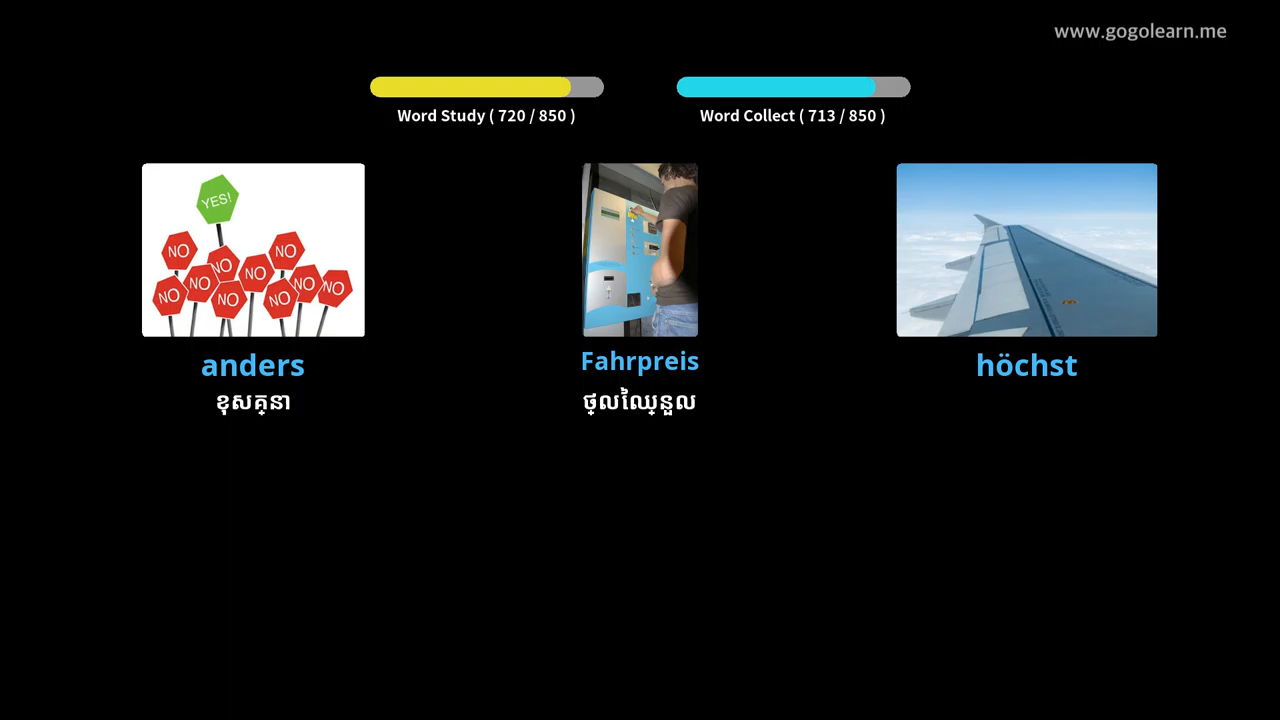 www.gogolearn.me
Word Study ( 720 / 850 )
Word Collect ( 713 / 850 )
YES!
NO
NO
NO
NO
NO
NO
NO
NO
NO
NO
anders
Fahrpreis
höchst
ខុសគ្នា
ថ្លៃឈ្នួល